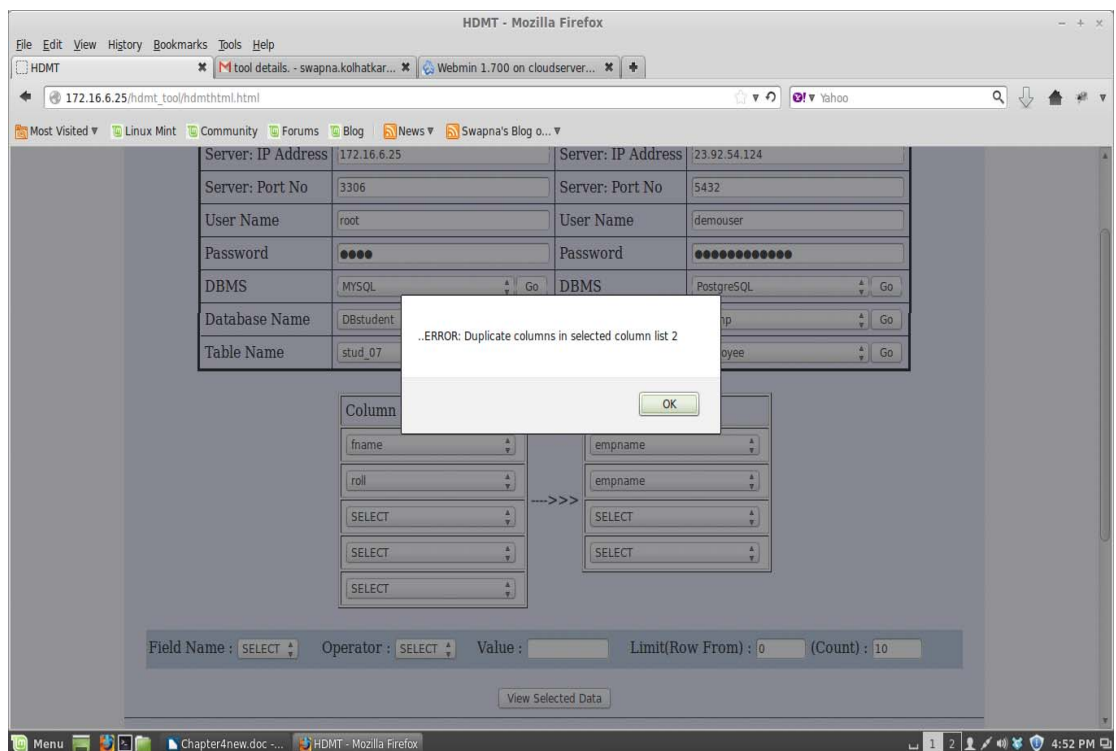 HDMT - Mozilla Firefox
File Edit View History Bookmarks Tools Help
HDMT
tool details. - swapna.kolhatkar...
Webmin 1.700 on cloudserver...
172.16.6.25/hdmt_tool/hdmthtml.html
Yahoo
Most Visited Linux Mint Community Forums Blog News Swapna's Blog o...
Server: IP Address 172.16.6.25 Server: IP Address 23.92.54.124
Server: Port No 3306 Server: Port No 5432
User Name root User Name demouser
Password Password
DBMS MYSQL Go DBMS PostgreSQL Go
Database Name DBstudent Go
Table Name stud_07 Go
..ERROR: Duplicate columns in selected column list 2
OK
Column
fname empname
roll empname
---->>>
SELECT SELECT
SELECT SELECT
SELECT
Field Name : SELECT Operator : SELECT Value : Limit(Row From) : 0 (Count) : 10
View Selected Data
Menu Chapter4new.doc -... HDMT - Mozilla Firefox 1 2 4:52 PM